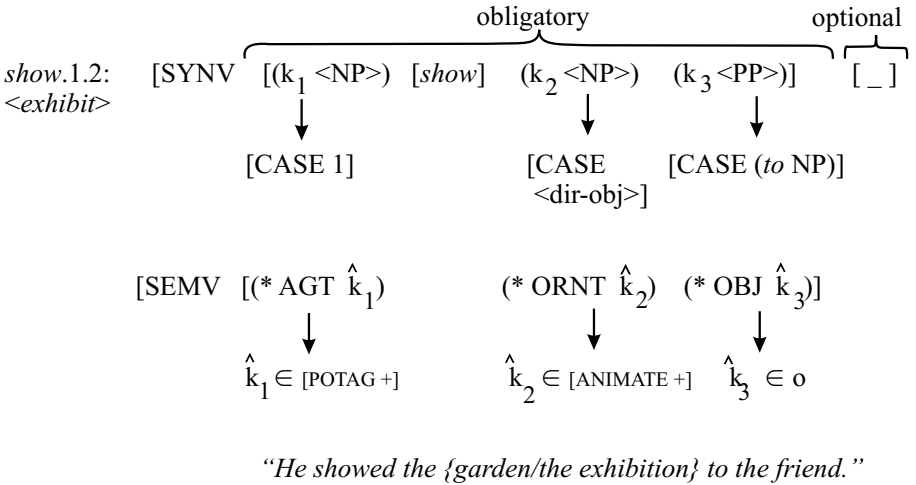 obligatory optional
show.1.2: [SYNV [(k1 <NP>) [show] (k2 <NP>) (k3 <PP>)] [ _ ]
<exhibit>
[CASE 1] [CASE [CASE (to NP)]
<dir-obj>]
[SEMV [(* AGT k̂1) (* ORNT k̂2) (* OBJ k̂3)]
k̂1 ∈ [POTAG +] k̂2 ∈ [ANIMATE +] k̂3 ∈ o
“He showed the {garden/the exhibition} to the friend.”